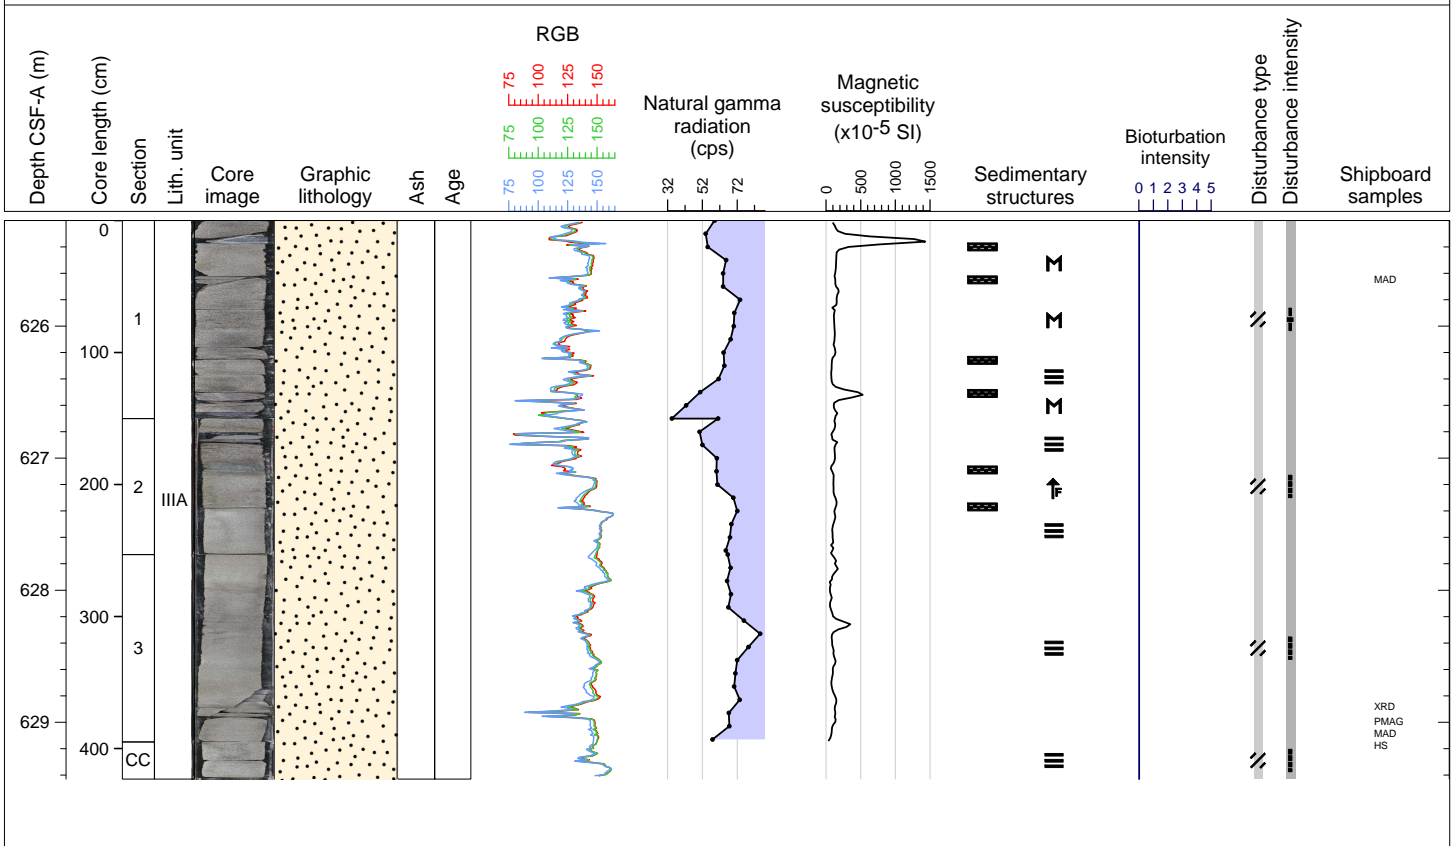 Depth CSF-A (m)
Core length (cm)
Section
Lith. unit
Core
image
Graphic
lithology
Ash
Age
RGB
75 100 125 150
75 100 125 150
75 100 125 150
Natural gamma
radiation
(cps)
32 52 72
Magnetic
susceptibility
(x10-5 SI)
0 500 1000 1500
Sedimentary
structures
Bioturbation
intensity
0 1 2 3 4 5
Disturbance type
Disturbance intensity
Shipboard
samples
0
MAD
626
1
100
627
200
2
IIIA
F
628
300
3
XRD
629
PMAG
MAD
HS
400
CC